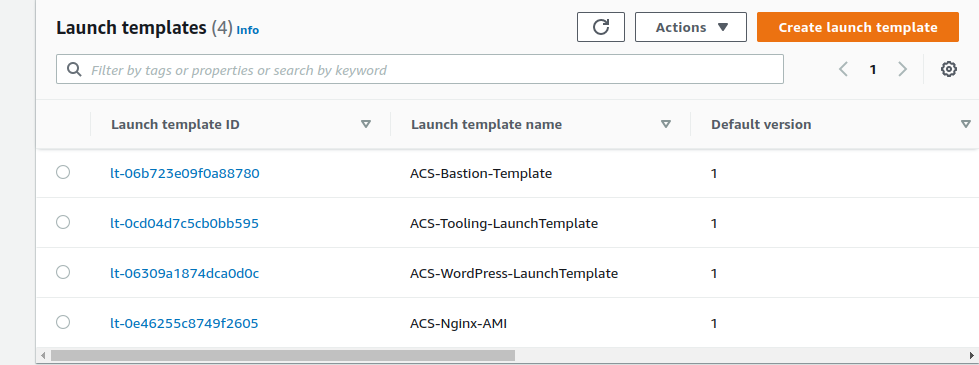 Launch templates (4) Info
Actions
Create launch template
Filter by tags or properties or search by keyword
1
Launch template ID Launch template name Default version
lt-06b723e09f0a88780 ACS-Bastion-Template 1
lt-0cd04d7c5cb0bb595 ACS-Tooling-LaunchTemplate 1
lt-06309a1874dca0d0c ACS-WordPress-LaunchTemplate 1
lt-0e46255c8749f2605 ACS-Nginx-AMI 1